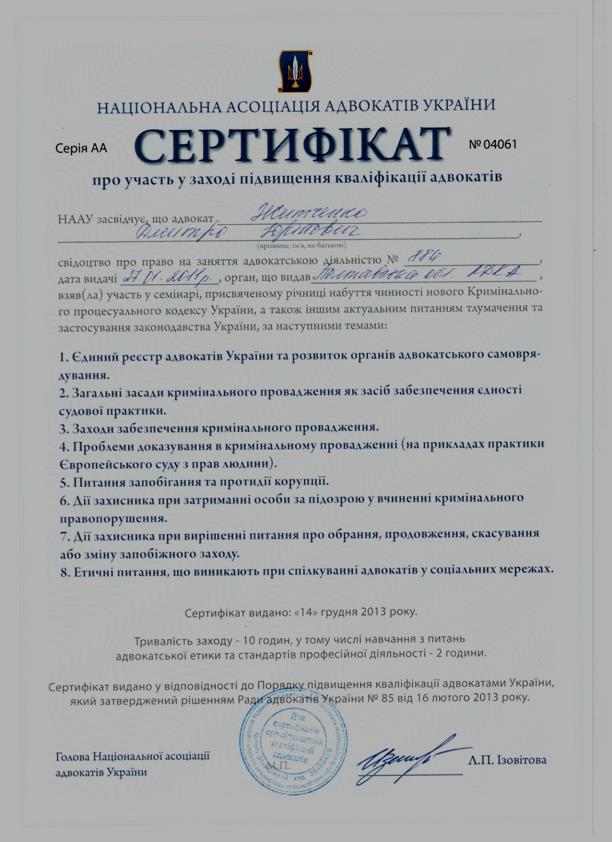 НАЦІОНАЛЬНА АСОЦІАЦІЯ АДВОКАТІВ УКРАЇНИ
Серія АА СЕРТИФІКАТ № 04061
про участь у заході підвищення кваліфікації адвокатів
НААУ засвідчує, що адвокат Житченко
Дмитро Юрійович,
(прізвище, ім'я, по батькові)
свідоцтво про право на заняття адвокатською діяльністю № 884,
дата видачі 27.01.2011р., орган, що видав Полтавська обл. КДКА,
взяв(ла) участь у семінарі, присвяченому річниці набуття чинності нового Кримінально-
го процесуального кодексу України, а також іншим актуальним питанням тлумачення та
застосування законодавства України, за наступними темами:
1. Єдиний реєстр адвокатів України та розвиток органів адвокатського самовря-
дування.
2. Загальні засади кримінального провадження як засіб забезпечення єдності
судової практики.
3. Заходи забезпечення кримінального провадження.
4. Проблеми доказування в кримінальному провадженні (на прикладах практики
Європейського суду з прав людини).
5. Питання запобігання та протидії корупції.
6. Дії захисника при затриманні особи за підозрою у вчиненні кримінального
правопорушення.
7. Дії захисника при вирішенні питання про обрання, продовження, скасування
або зміну запобіжного заходу.
8. Етичні питання, що виникають при спілкуванні адвокатів у соціальних мережах.
Сертифікат видано: «14» грудня 2013 року.
Тривалість заходу - 10 годин, у тому числі навчання з питань
адвокатської етики та стандартів професійної діяльності - 2 години.
Сертифікат видано у відповідності до Порядку підвищення кваліфікації адвокатами України,
який затверджений рішенням Ради адвокатів України № 85 від 16 лютого 2013 року.
Для
сертифікатів
про підвищення
кваліфікації
адвокатів
М.П.
Голова Національної асоціації
адвокатів України
Л.П. Ізовітова